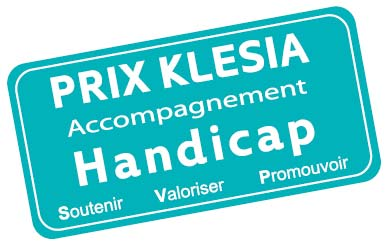 PRIX KLESIA
Accompagnement
Handicap
Soutenir Valoriser Promouvoir